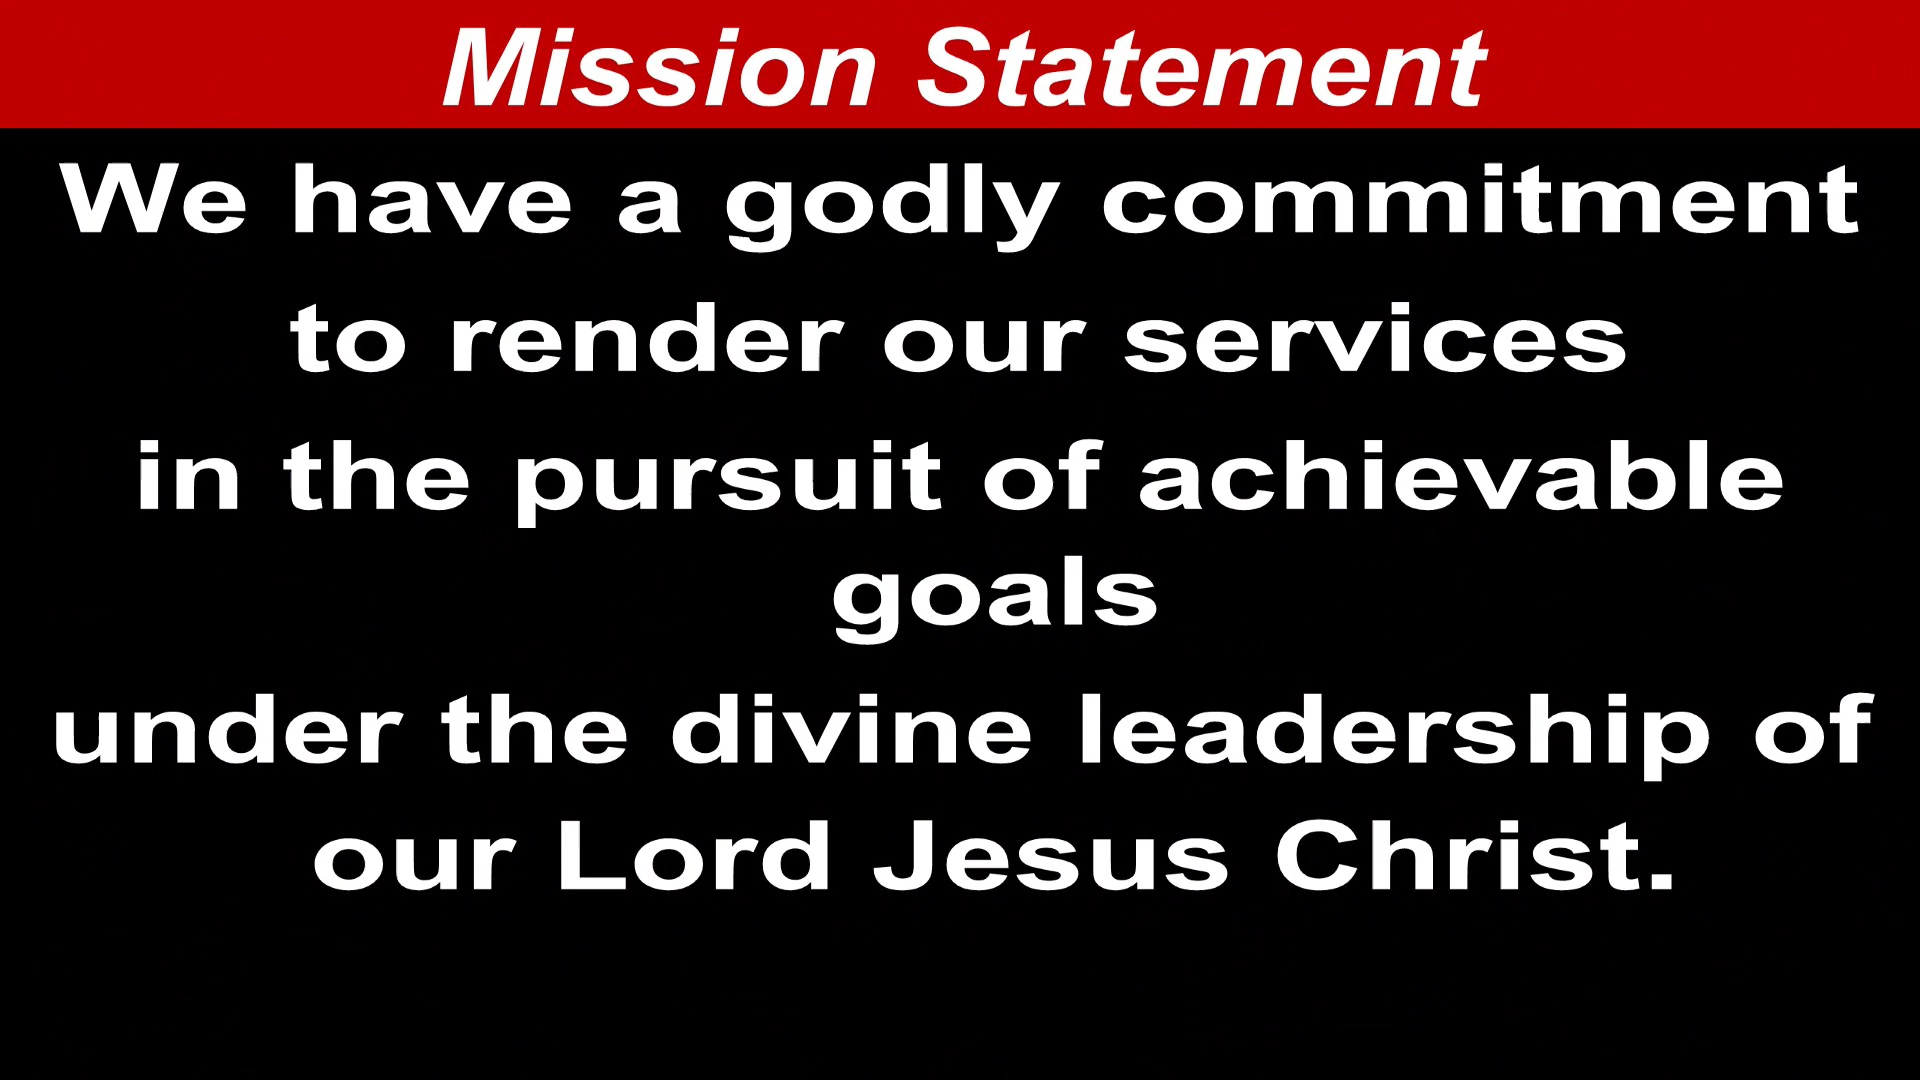 Mission Statement
We have a godly commitment
to render our services
in the pursuit of achievable
goals
under the divine leadership of
our Lord Jesus Christ.